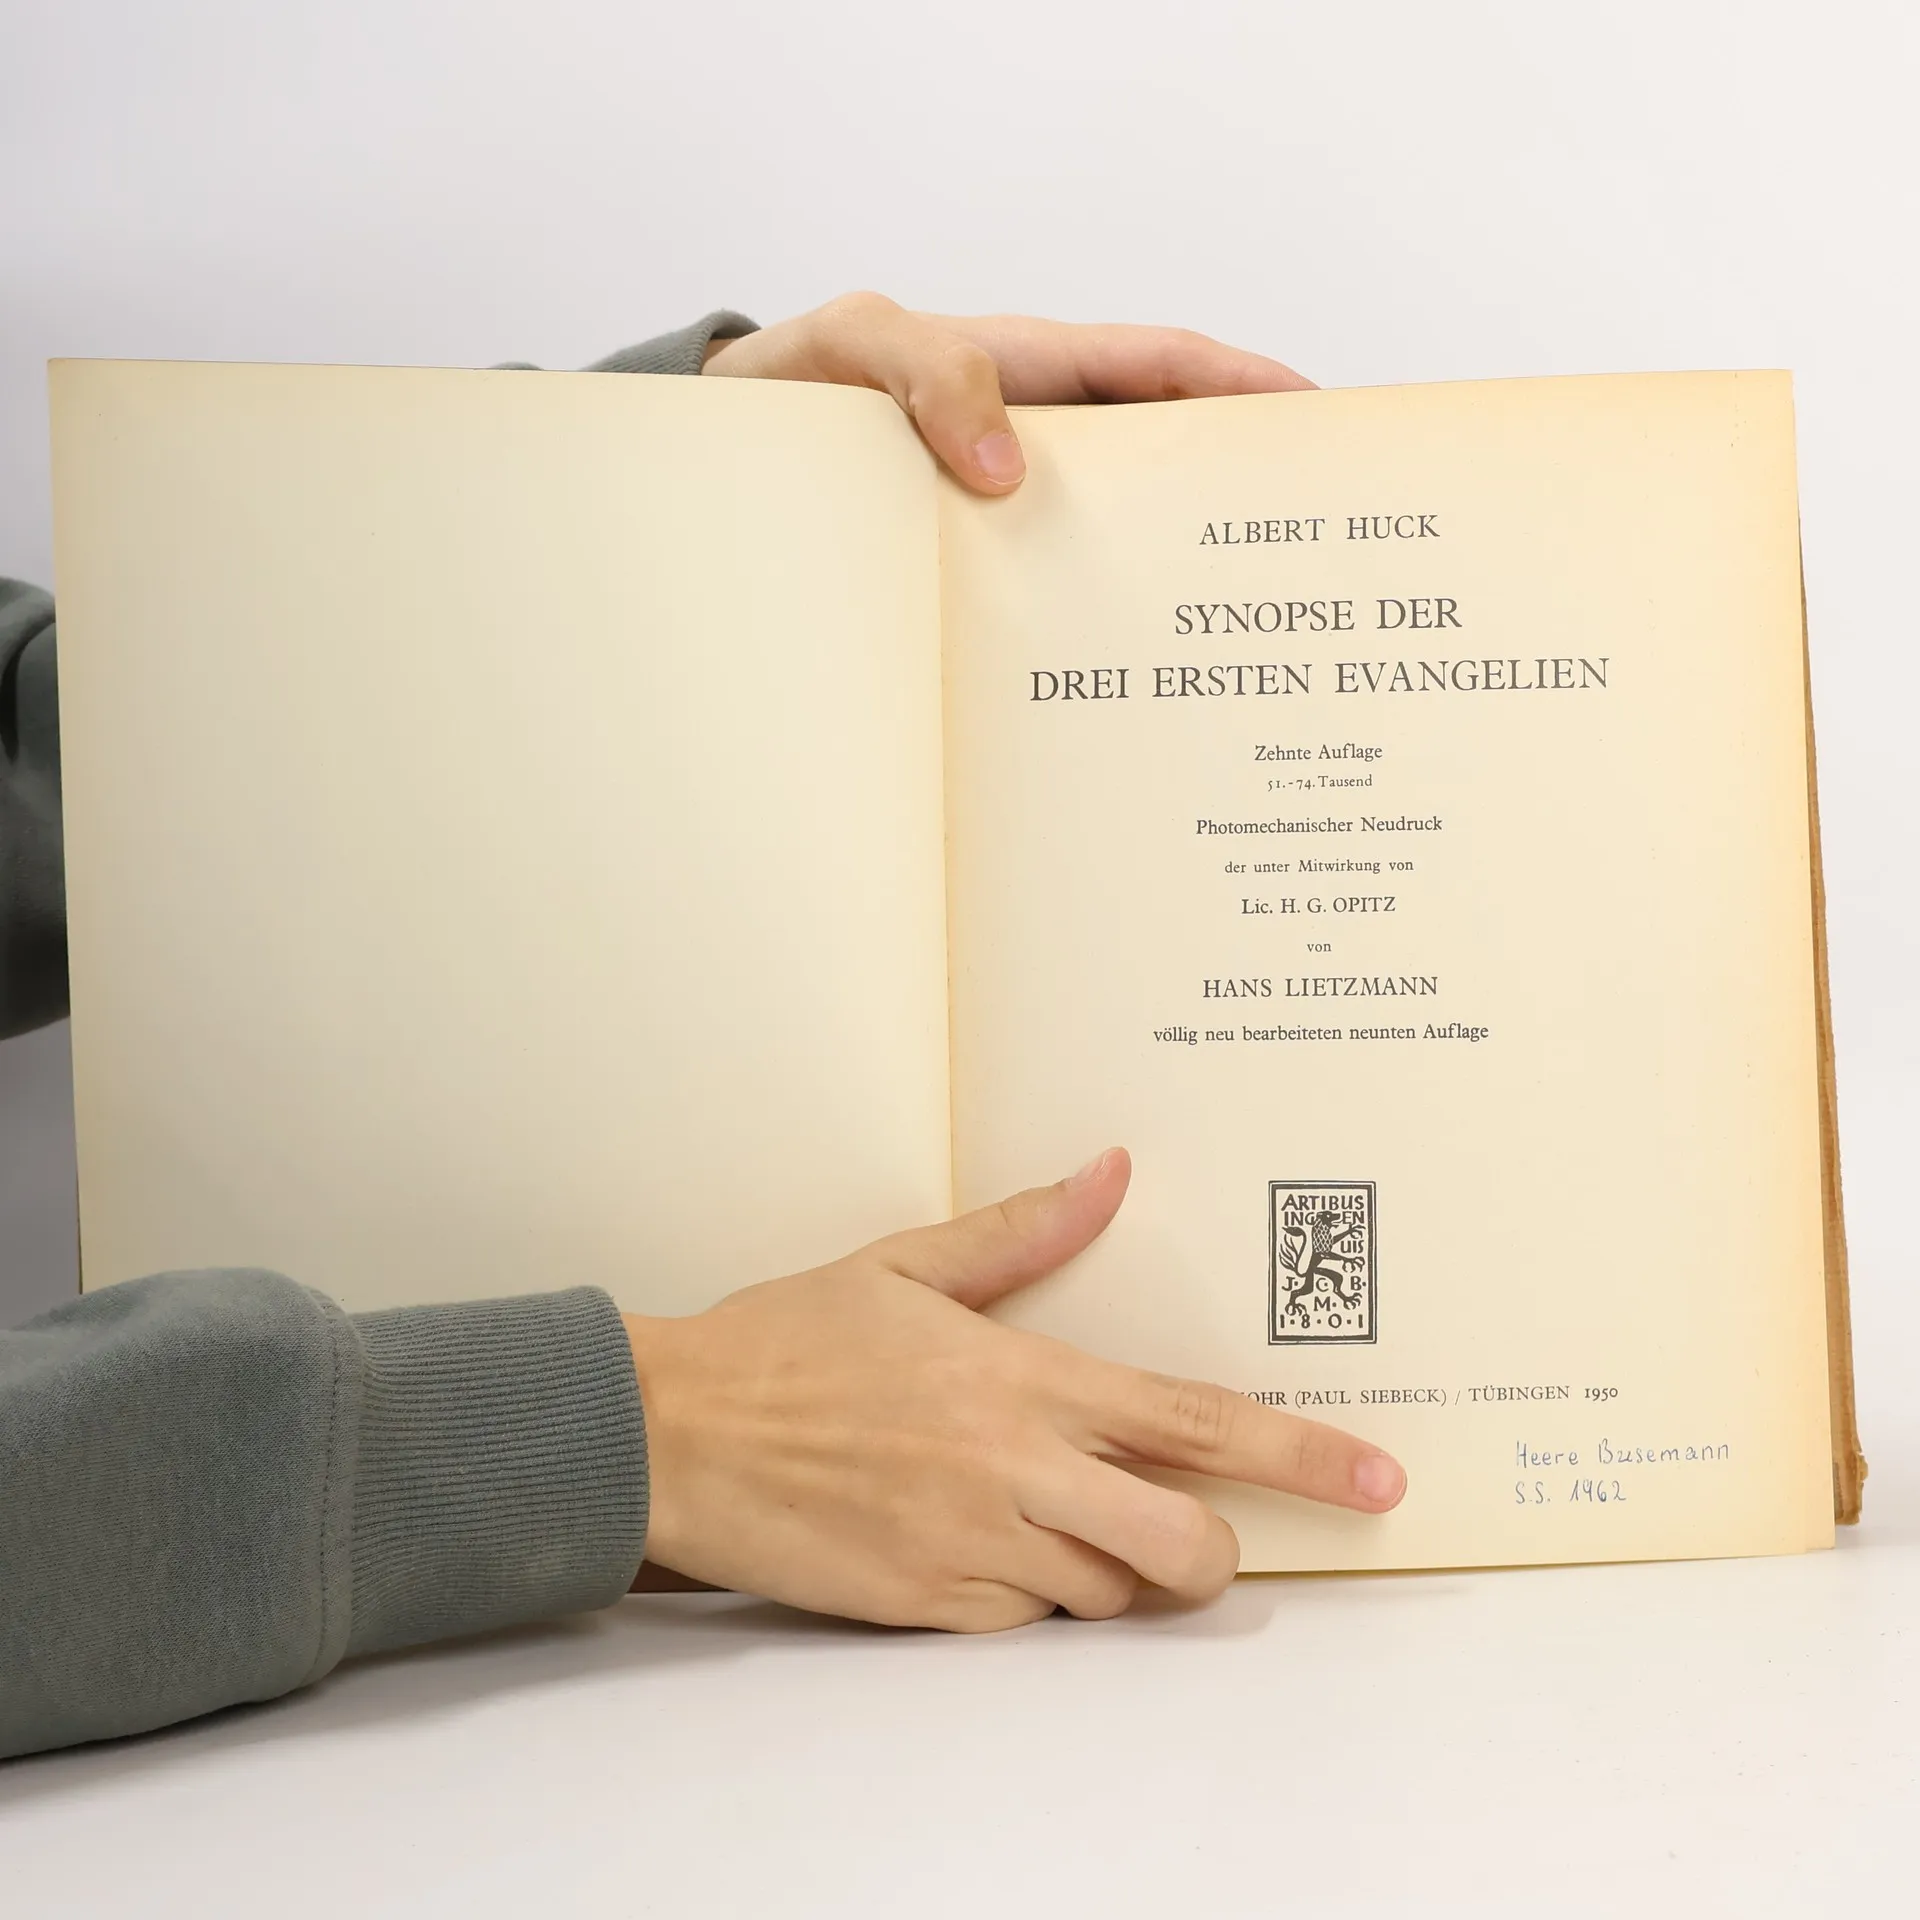 ALBERT HUCK
SYNOPSE DER
DREI ERSTEN EVANGELIEN
Zehnte Auflage
51.-74. Tausend
Photomechanischer Neudruck
der unter Mitwirkung von
Lic. H. G. OPITZ
von
HANS LIETZMANN
völlig neu bearbeiteten neunten Auflage
ARTIBUS
INGEN
UIS
J·C·B·
M·
1·8·0·1
(PAUL SIEBECK) / TÜBINGEN 1950
Heere Busemann
S.S. 1962